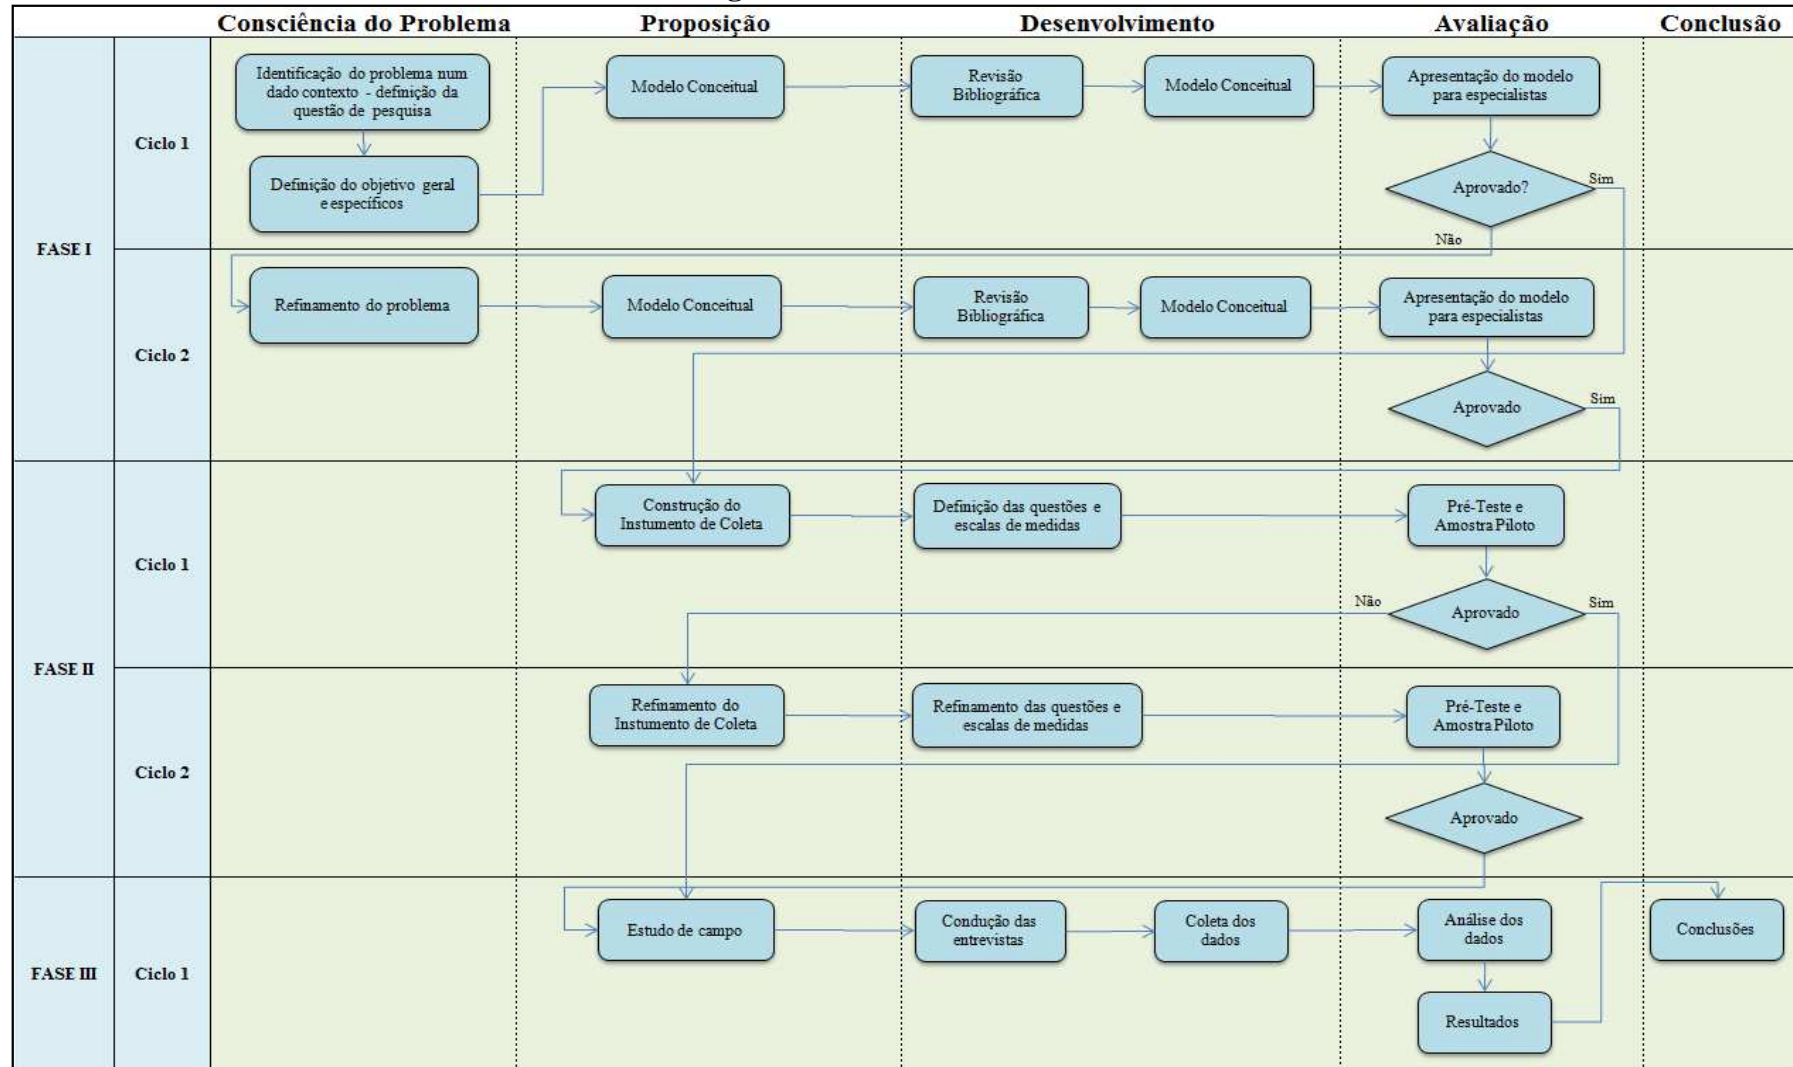 Consciência do Problema
Proposição
Desenvolvimento
Avaliação
Conclusão
FASE I
Ciclo 1
Identificação do problema num
dado contexto - definição da
questão de pesquisa
Definição do objetivo geral
e específicos
Modelo Conceitual
Revisão
Bibliográfica
Modelo Conceitual
Apresentação do modelo
para especialistas
Aprovado?
Sim
Não
Ciclo 2
Refinamento do problema
Modelo Conceitual
Revisão
Bibliográfica
Modelo Conceitual
Apresentação do modelo
para especialistas
Aprovado
Sim
FASE II
Ciclo 1
Construção do
Instumento de Coleta
Definição das questões e
escalas de medidas
Pré-Teste e
Amostra Piloto
Aprovado
Não
Sim
Ciclo 2
Refinamento do
Instumento de Coleta
Refinamento das questões e
escalas de medidas
Pré-Teste e
Amostra Piloto
Aprovado
FASE III
Ciclo 1
Estudo de campo
Condução das
entrevistas
Coleta dos
dados
Análise dos
dados
Resultados
Conclusões